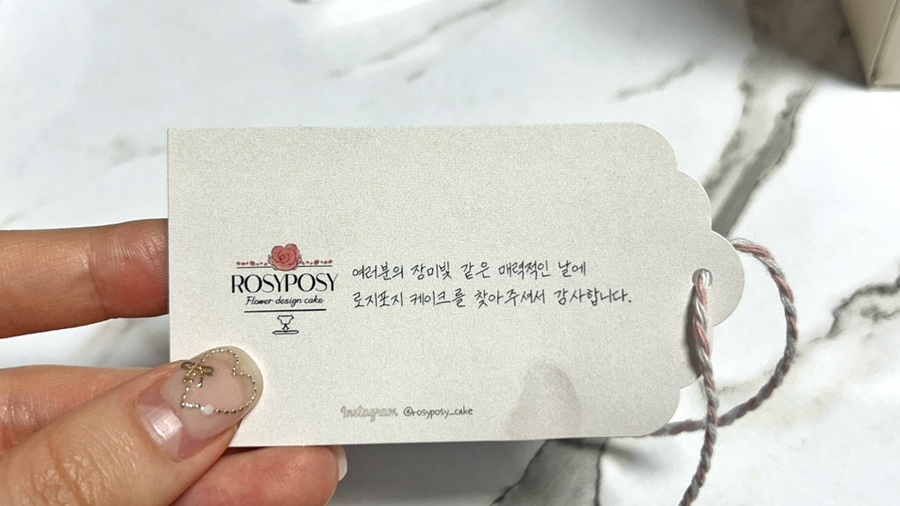 ROSYPOSY
Flower design cake
여러분의 장미빛 같은 매력적인 날에
로지포지 케이크를 찾아주셔서 감사합니다.
Instagram @rosyposy_cake